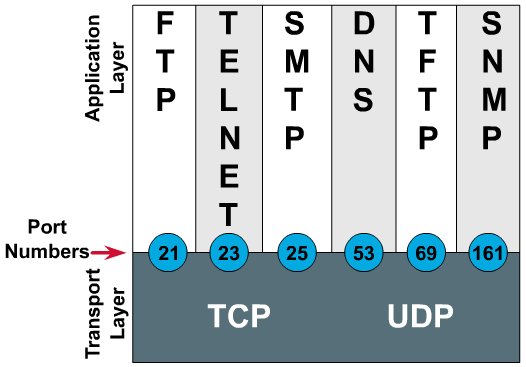 Application
Layer
FTP
TELNET
SMTP
DNS
TFTP
SNMP
Port
Numbers
21
23
25
53
69
161
Transport
Layer
TCP
UDP